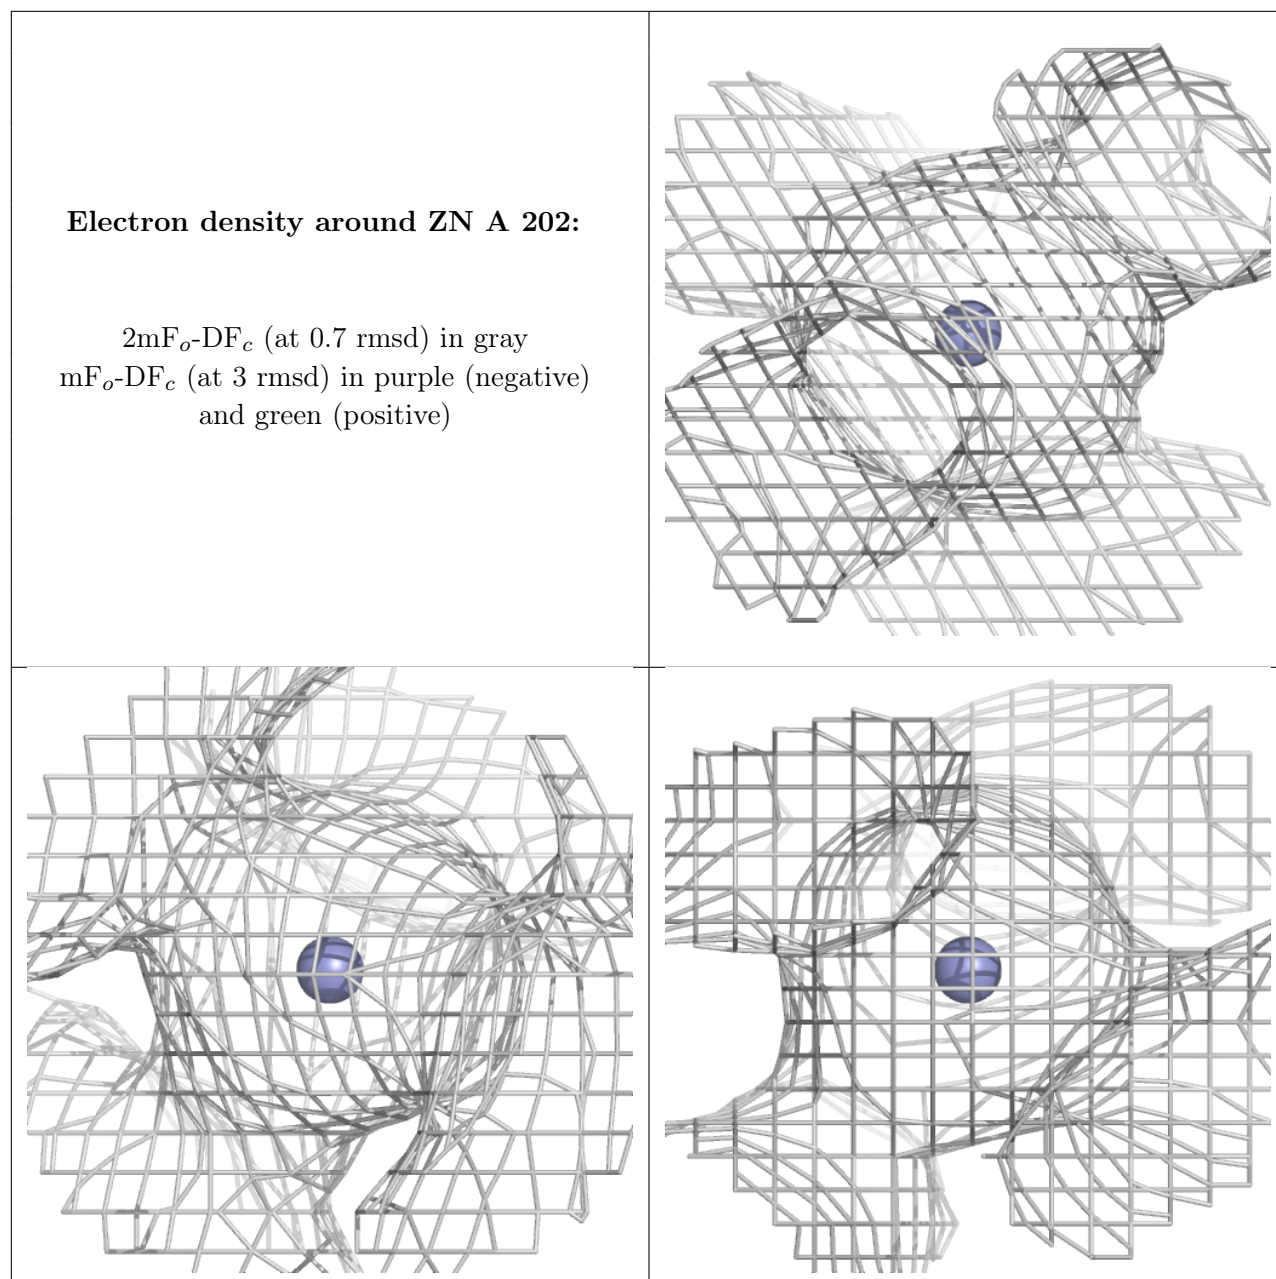 Electron density around ZN A 202:
2mFo-DFc (at 0.7 rmsd) in gray
mFo-DFc (at 3 rmsd) in purple (negative)
and green (positive)